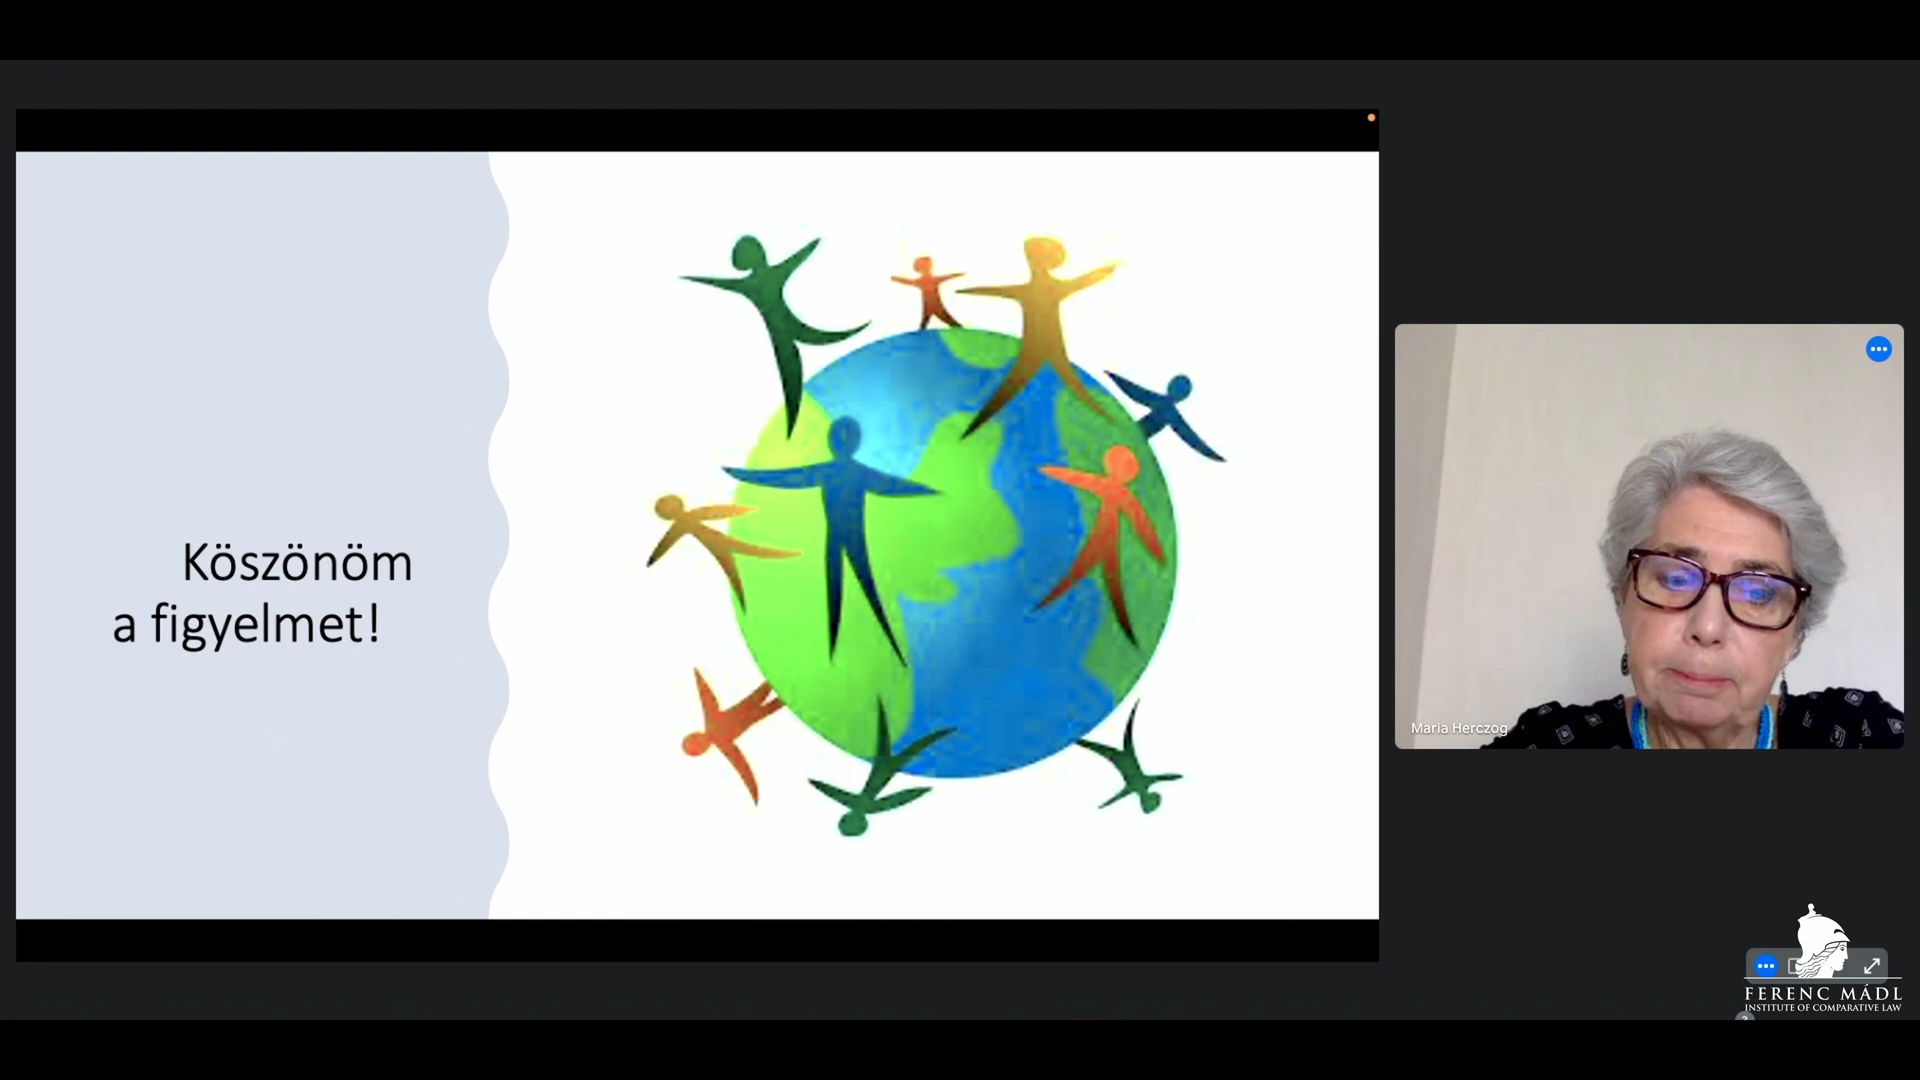 Köszönöm
a figyelmet!
Maria Herczog
FERENC MÁDL
INSTITUTE OF COMPARATIVE LAW